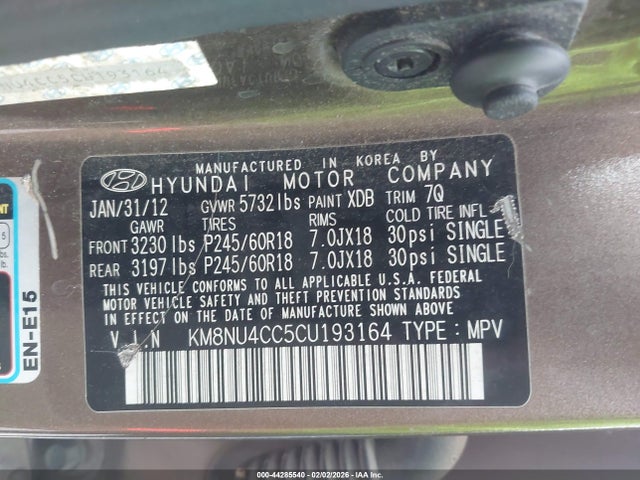 U4CC5CU193164
MANUFACTURED IN KOREA BY
HYUNDAI MOTOR COMPANY
JAN/31/12 GVWR 5732lbs PAINT XDB TRIM 7Q
GAWR TIRES RIMS COLD TIRE INFL
FRONT 3230 lbs P245/60R18 7.0JX18 30psi SINGLE
REAR 3197 lbs P245/60R18 7.0JX18 30psi SINGLE
THIS VEHICLE CONFORMS TO ALL APPLICABLE U.S.A. FEDERAL
MOTOR VEHICLE SAFETY AND THEFT PREVENTION STANDARDS
IN EFFECT ON THE DATE OF MANUFACTURE SHOWN ABOVE.
V.I.N KM8NU4CC5CU193164 TYPE : MPV
EN-E15
000-44285540 - 02/02/2026 - IAAI.COM